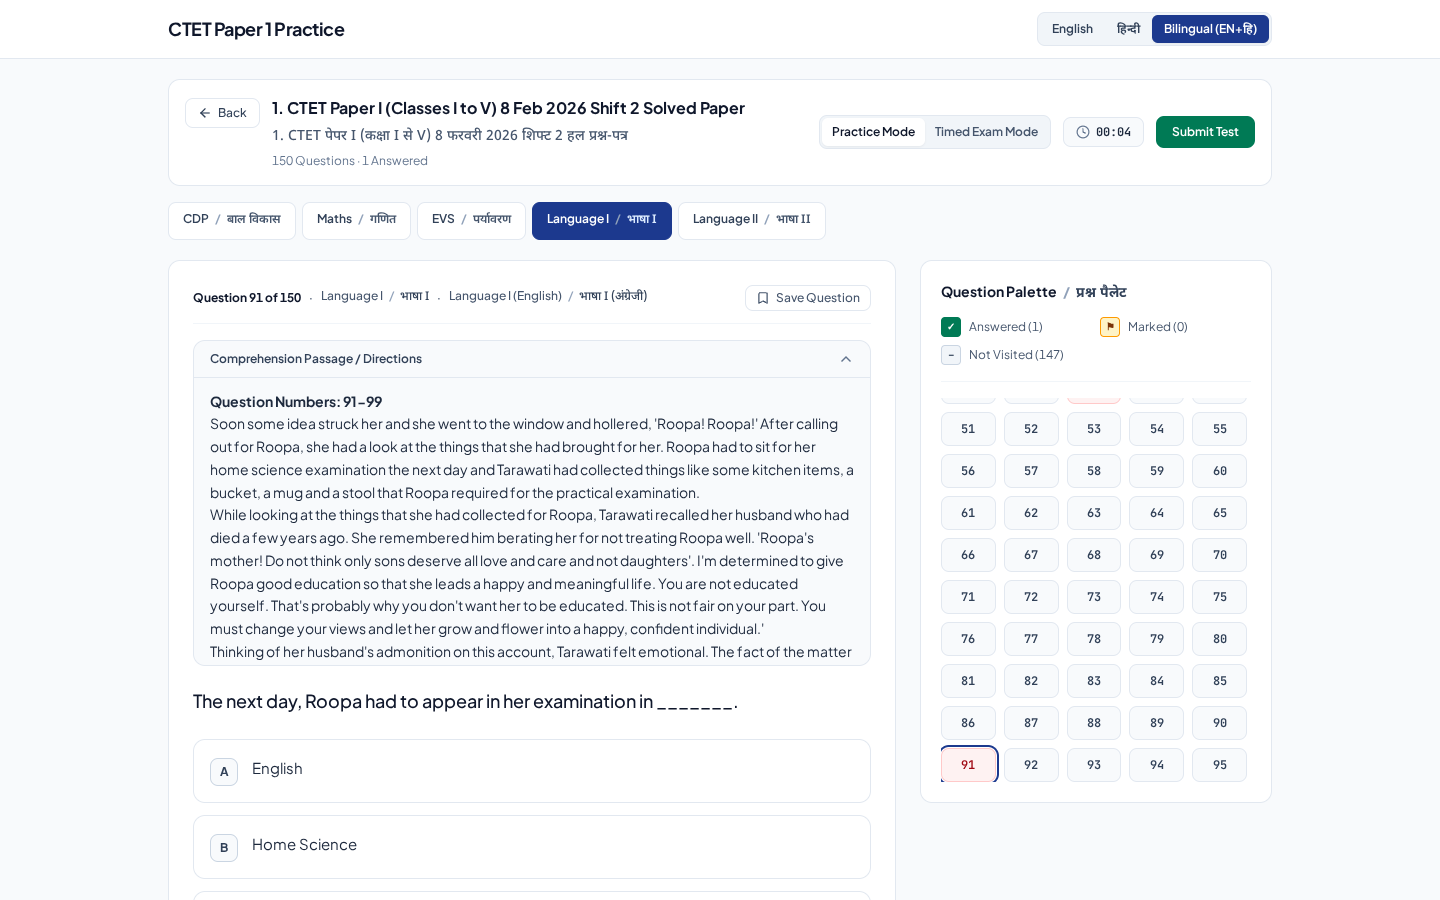 CTET Paper 1 Practice
English हिन्दी Bilingual (EN+हि)
Back
1. CTET Paper I (Classes I to V) 8 Feb 2026 Shift 2 Solved Paper
1. CTET पेपर I (कक्षा I से V) 8 फरवरी 2026 शिफ्ट 2 हल प्रश्न-पत्र
150 Questions · 1 Answered
Practice Mode Timed Exam Mode
00:04
Submit Test
CDP / बाल विकास
Maths / गणित
EVS / पर्यावरण
Language I / भाषा I
Language II / भाषा II
Question 91 of 150 · Language I / भाषा I · Language I (English) / भाषा I (अंग्रेजी)
Save Question
Comprehension Passage / Directions
Question Numbers: 91–99
Soon some idea struck her and she went to the window and hollered, 'Roopa! Roopa!' After calling
out for Roopa, she had a look at the things that she had brought for her. Roopa had to sit for her
home science examination the next day and Tarawati had collected things like some kitchen items, a
bucket, a mug and a stool that Roopa required for the practical examination.
While looking at the things that she had collected for Roopa, Tarawati recalled her husband who had
died a few years ago. She remembered him berating her for not treating Roopa well. 'Roopa's
mother! Do not think only sons deserve all love and care and not daughters'. I'm determined to give
Roopa good education so that she leads a happy and meaningful life. You are not educated
yourself. That's probably why you don't want her to be educated. This is not fair on your part. You
must change your views and let her grow and flower into a happy, confident individual.'
Thinking of her husband's admonition on this account, Tarawati felt emotional. The fact of the matter
The next day, Roopa had to appear in her examination in _______.
A English
B Home Science
Question Palette / प्रश्न पैलेट
✓ Answered (1)
⚑ Marked (0)
– Not Visited (147)
51 52 53 54 55
56 57 58 59 60
61 62 63 64 65
66 67 68 69 70
71 72 73 74 75
76 77 78 79 80
81 82 83 84 85
86 87 88 89 90
91 92 93 94 95